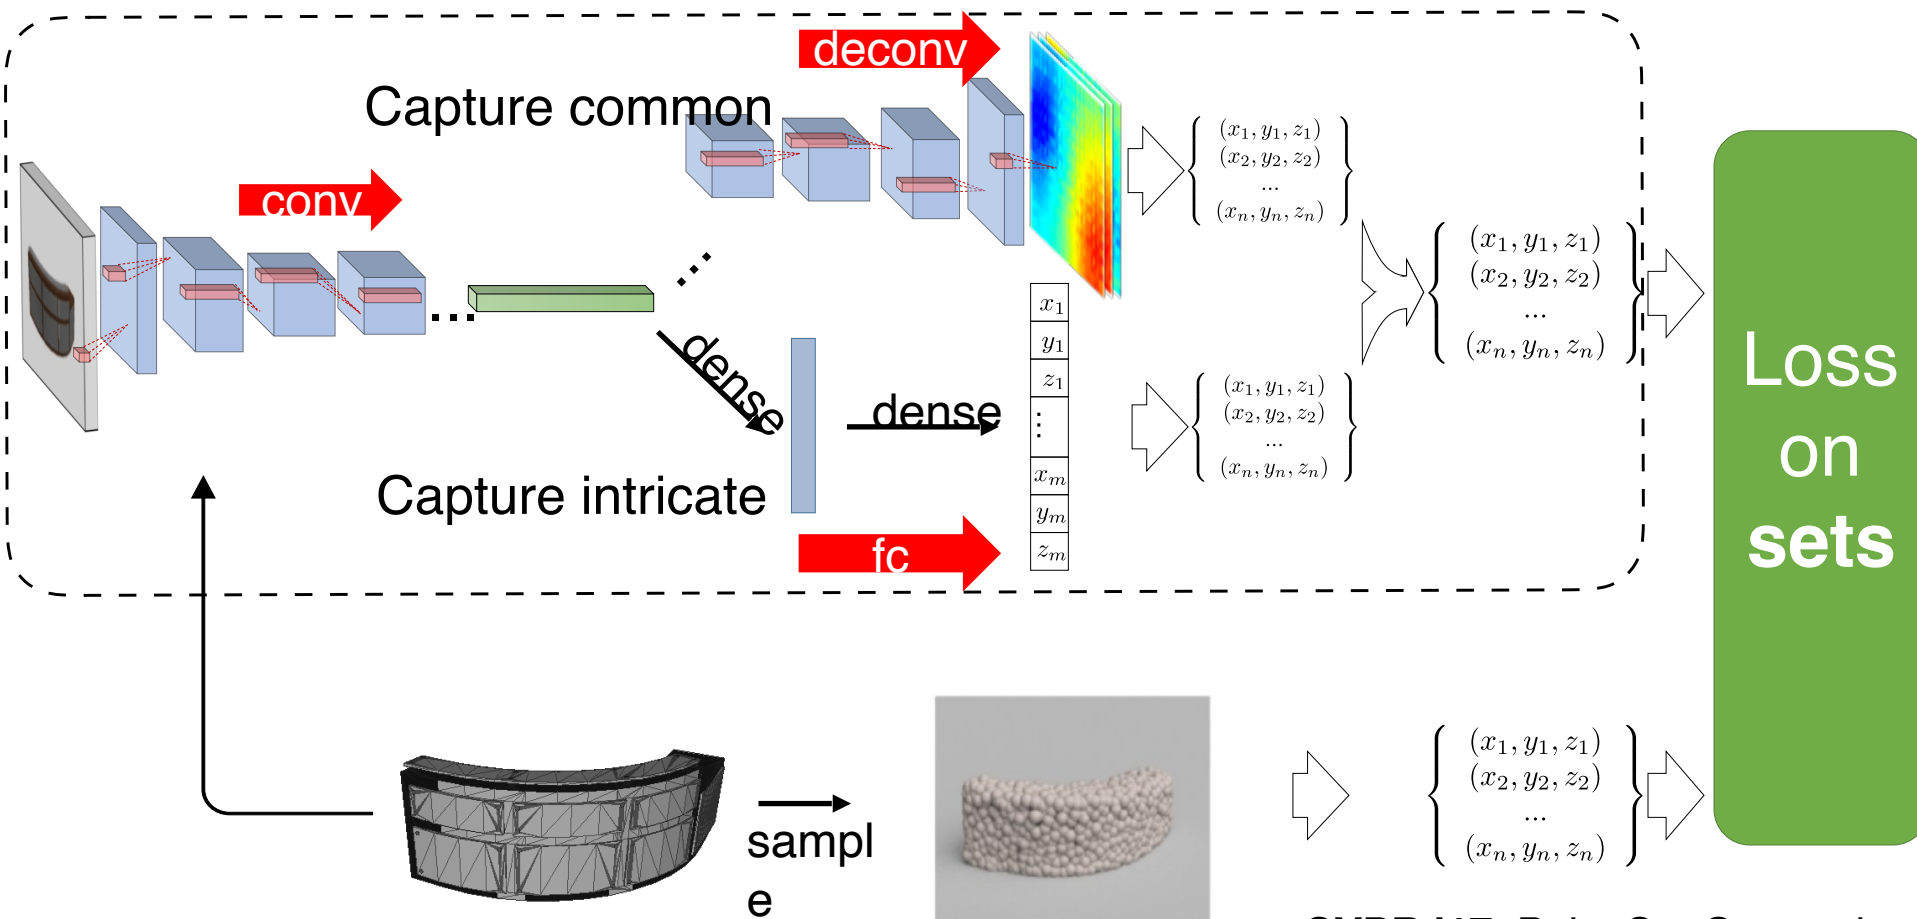 deconv
Capture common
conv
(x₁, y₁, z₁)
(x₂, y₂, z₂)
...
(xₙ, yₙ, zₙ)
(x₁, y₁, z₁)
(x₂, y₂, z₂)
...
(xₙ, yₙ, zₙ)
x₁
y₁
z₁
⋮
xₘ
yₘ
zₘ
dense
dense
(x₁, y₁, z₁)
(x₂, y₂, z₂)
...
(xₙ, yₙ, zₙ)
Capture intricate
fc
Loss
on
sets
sampl
e
(x₁, y₁, z₁)
(x₂, y₂, z₂)
...
(xₙ, yₙ, zₙ)